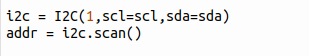 i2c = I2C(1,scl=scl,sda=sda)
addr = i2c.scan()